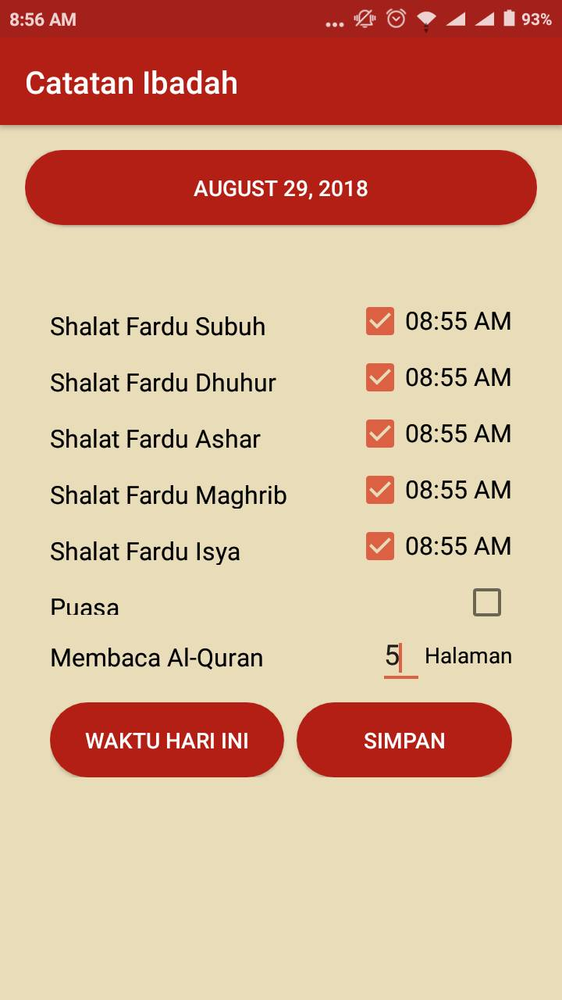 8:56 AM 93%
Catatan Ibadah
AUGUST 29, 2018
Shalat Fardu Subuh 08:55 AM
Shalat Fardu Dhuhur 08:55 AM
Shalat Fardu Ashar 08:55 AM
Shalat Fardu Maghrib 08:55 AM
Shalat Fardu Isya 08:55 AM
Puasa
Membaca Al-Quran 5 Halaman
WAKTU HARI INI SIMPAN